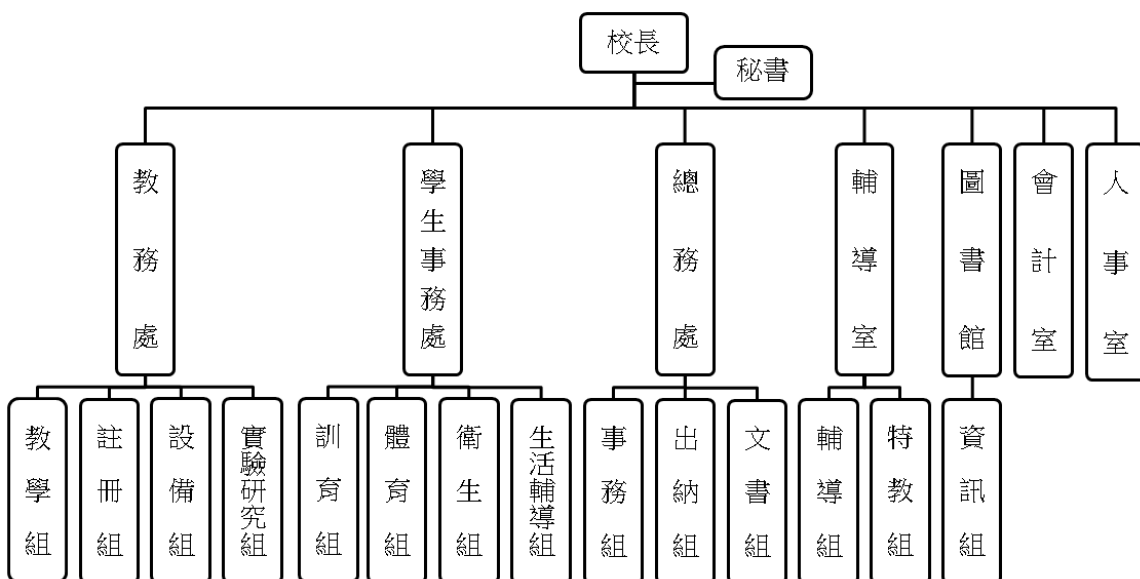 校長
秘書
教務處
學生事務處
總務處
輔導室
圖書館
會計室
人事室
教學組
註冊組
設備組
實驗研究組
訓育組
體育組
衛生組
生活輔導組
事務組
出納組
文書組
輔導組
特教組
資訊組